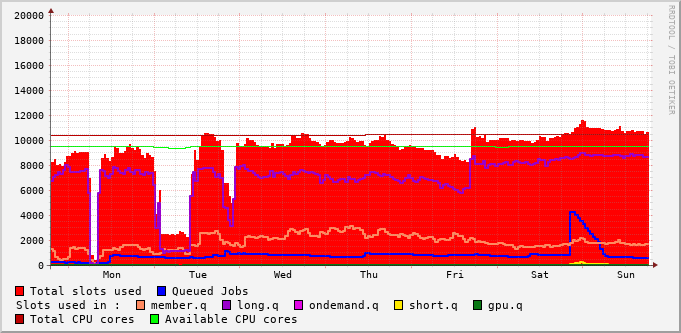 20000
18000
16000
14000
12000
10000
8000
6000
4000
2000
0
Mon Tue Wed Thu Fri Sat Sun
RRDTOOL / TOBI OETIKER
Total slots used Queued Jobs
Slots used in : member.q long.q ondemand.q short.q gpu.q
Total CPU cores Available CPU cores